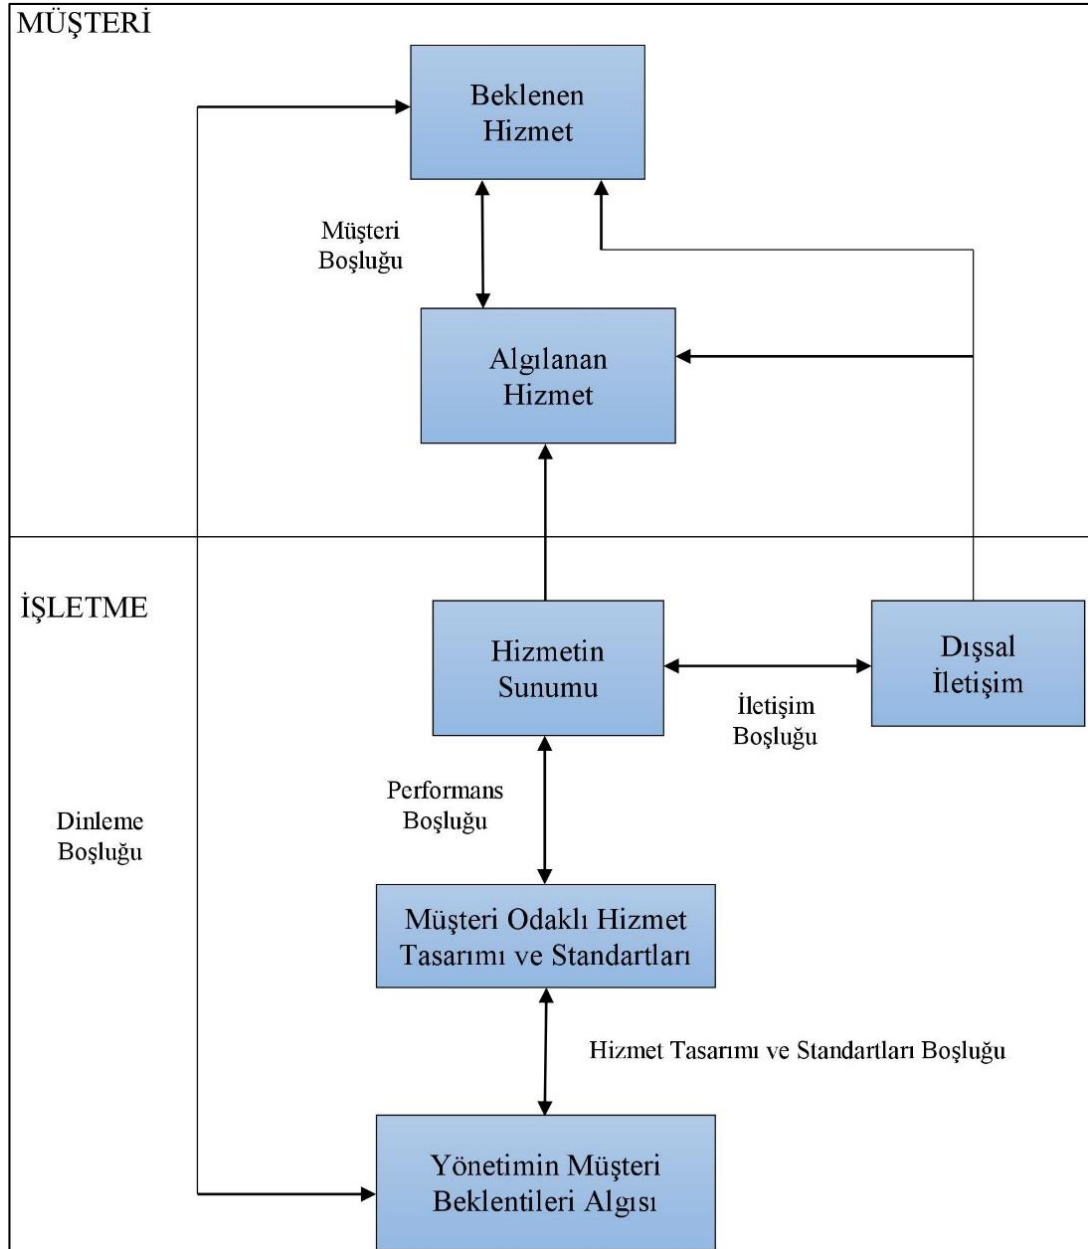 MÜŞTERİ
Beklenen
Hizmet
Müşteri
Boşluğu
Algılanan
Hizmet
İŞLETME
Hizmetin
Sunumu
Dışsal
İletişim
İletişim
Boşluğu
Performans
Boşluğu
Dinleme
Boşluğu
Müşteri Odaklı Hizmet
Tasarımı ve Standartları
Hizmet Tasarımı ve Standartları Boşluğu
Yönetimin Müşteri
Beklentileri Algısı